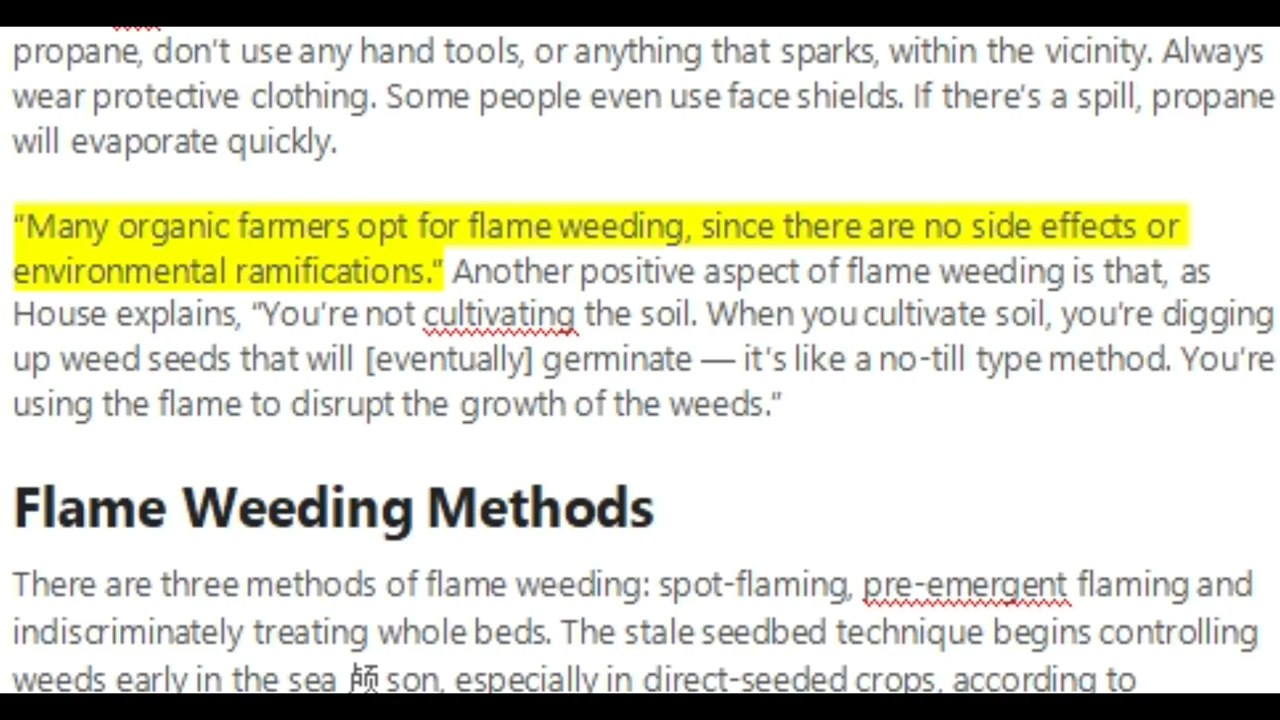 propane, don't use any hand tools, or anything that sparks, within the vicinity. Always
wear protective clothing. Some people even use face shields. If there's a spill, propane
will evaporate quickly.
"Many organic farmers opt for flame weeding, since there are no side effects or
environmental ramifications." Another positive aspect of flame weeding is that, as
House explains, "You're not cultivating the soil. When you cultivate soil, you're digging
up weed seeds that will [eventually] germinate — it's like a no-till type method. You're
using the flame to disrupt the growth of the weeds."
Flame Weeding Methods
There are three methods of flame weeding: spot-flaming, pre-emergent flaming and
indiscriminately treating whole beds. The stale seedbed technique begins controlling
weeds early in the sea son, especially in direct-seeded crops, according to